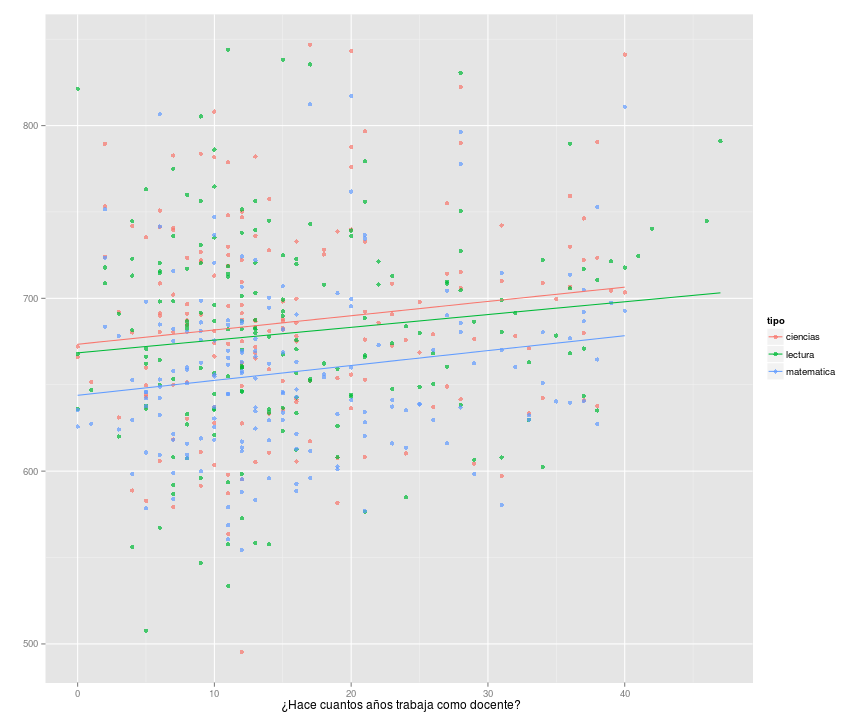 800
700
600
500
0
10
20
30
40
¿Hace cuantos años trabaja como docente?
tipo
ciencias
lectura
matematica